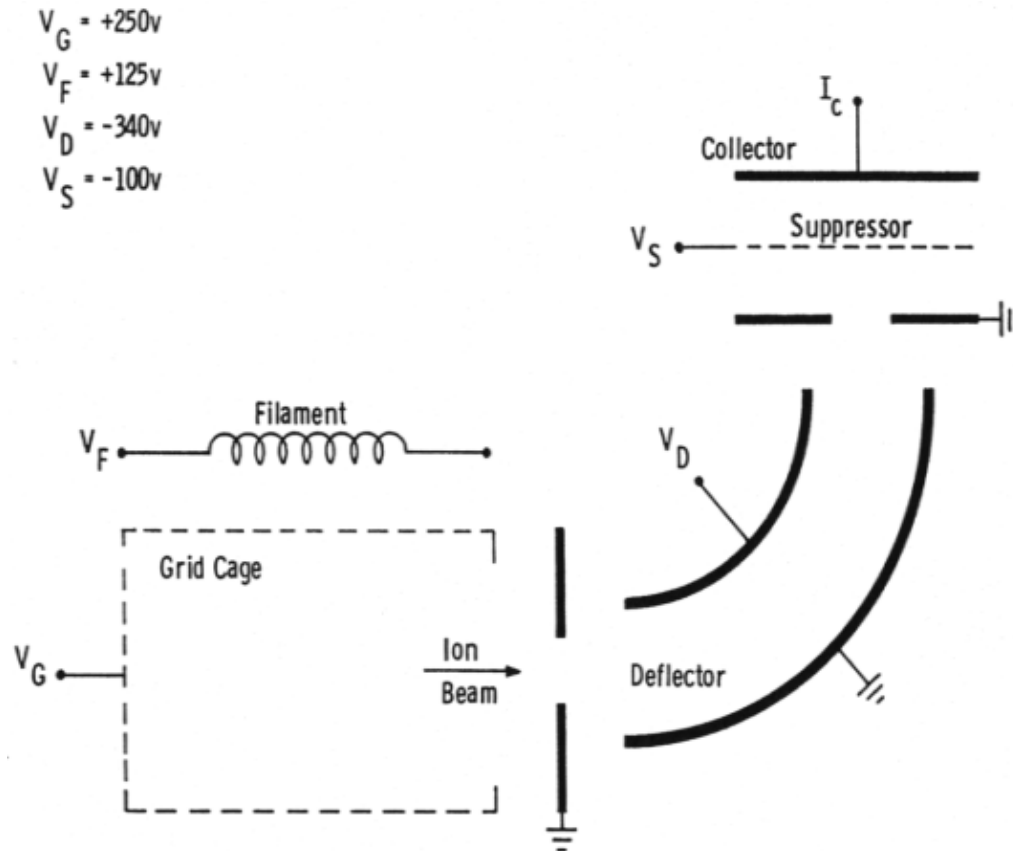 V_G = +250v
V_F = +125v
V_D = -340v
V_S = -100v
I_c
Collector
Suppressor
V_S
Filament
V_F
V_D
Grid Cage
V_G
Ion
Beam
Deflector